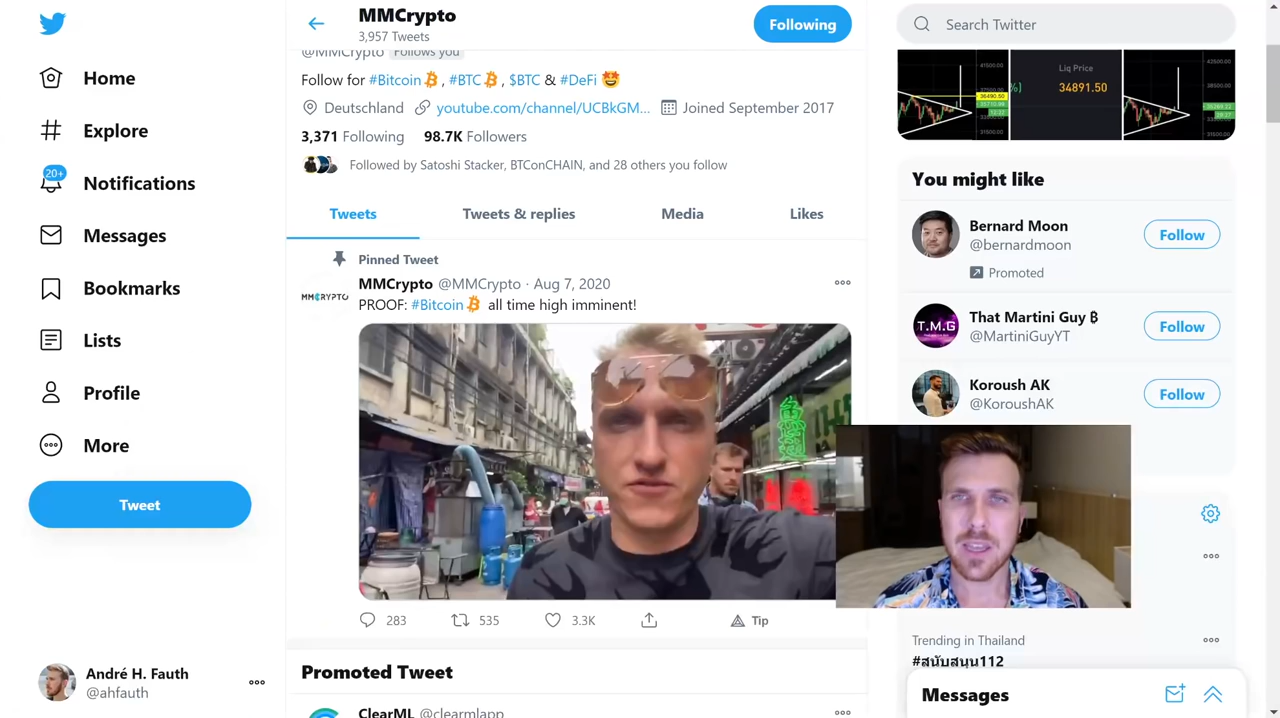 MMCrypto
3,957 Tweets
Following
Search Twitter
Home
Explore
20+
Notifications
Messages
Bookmarks
Lists
Profile
More
Tweet
André H. Fauth
@ahfauth
@MMCrypto Follows you
Follow for #Bitcoin, #BTC, $BTC & #DeFi 🤩
Deutschland youtube.com/channel/UCBkGM... Joined September 2017
3,371 Following 98.7K Followers
Followed by Satoshi Stacker, BTConCHAIN, and 28 others you follow
Tweets Tweets & replies Media Likes
Pinned Tweet
MMCrypto @MMCrypto · Aug 7, 2020
MMCRYPTO
PROOF: #Bitcoin all time high imminent!
283 535 3.3K Tip
Promoted Tweet
ClearML @clearmlapp
Liq Price
34891.50
You might like
Bernard Moon
@bernardmoon
Follow
Promoted
T.M.G
That Martini Guy ₿
@MartiniGuyYT
Follow
Koroush AK
@KoroushAK
Follow
Trending in Thailand
#สนับสนุน112
Messages